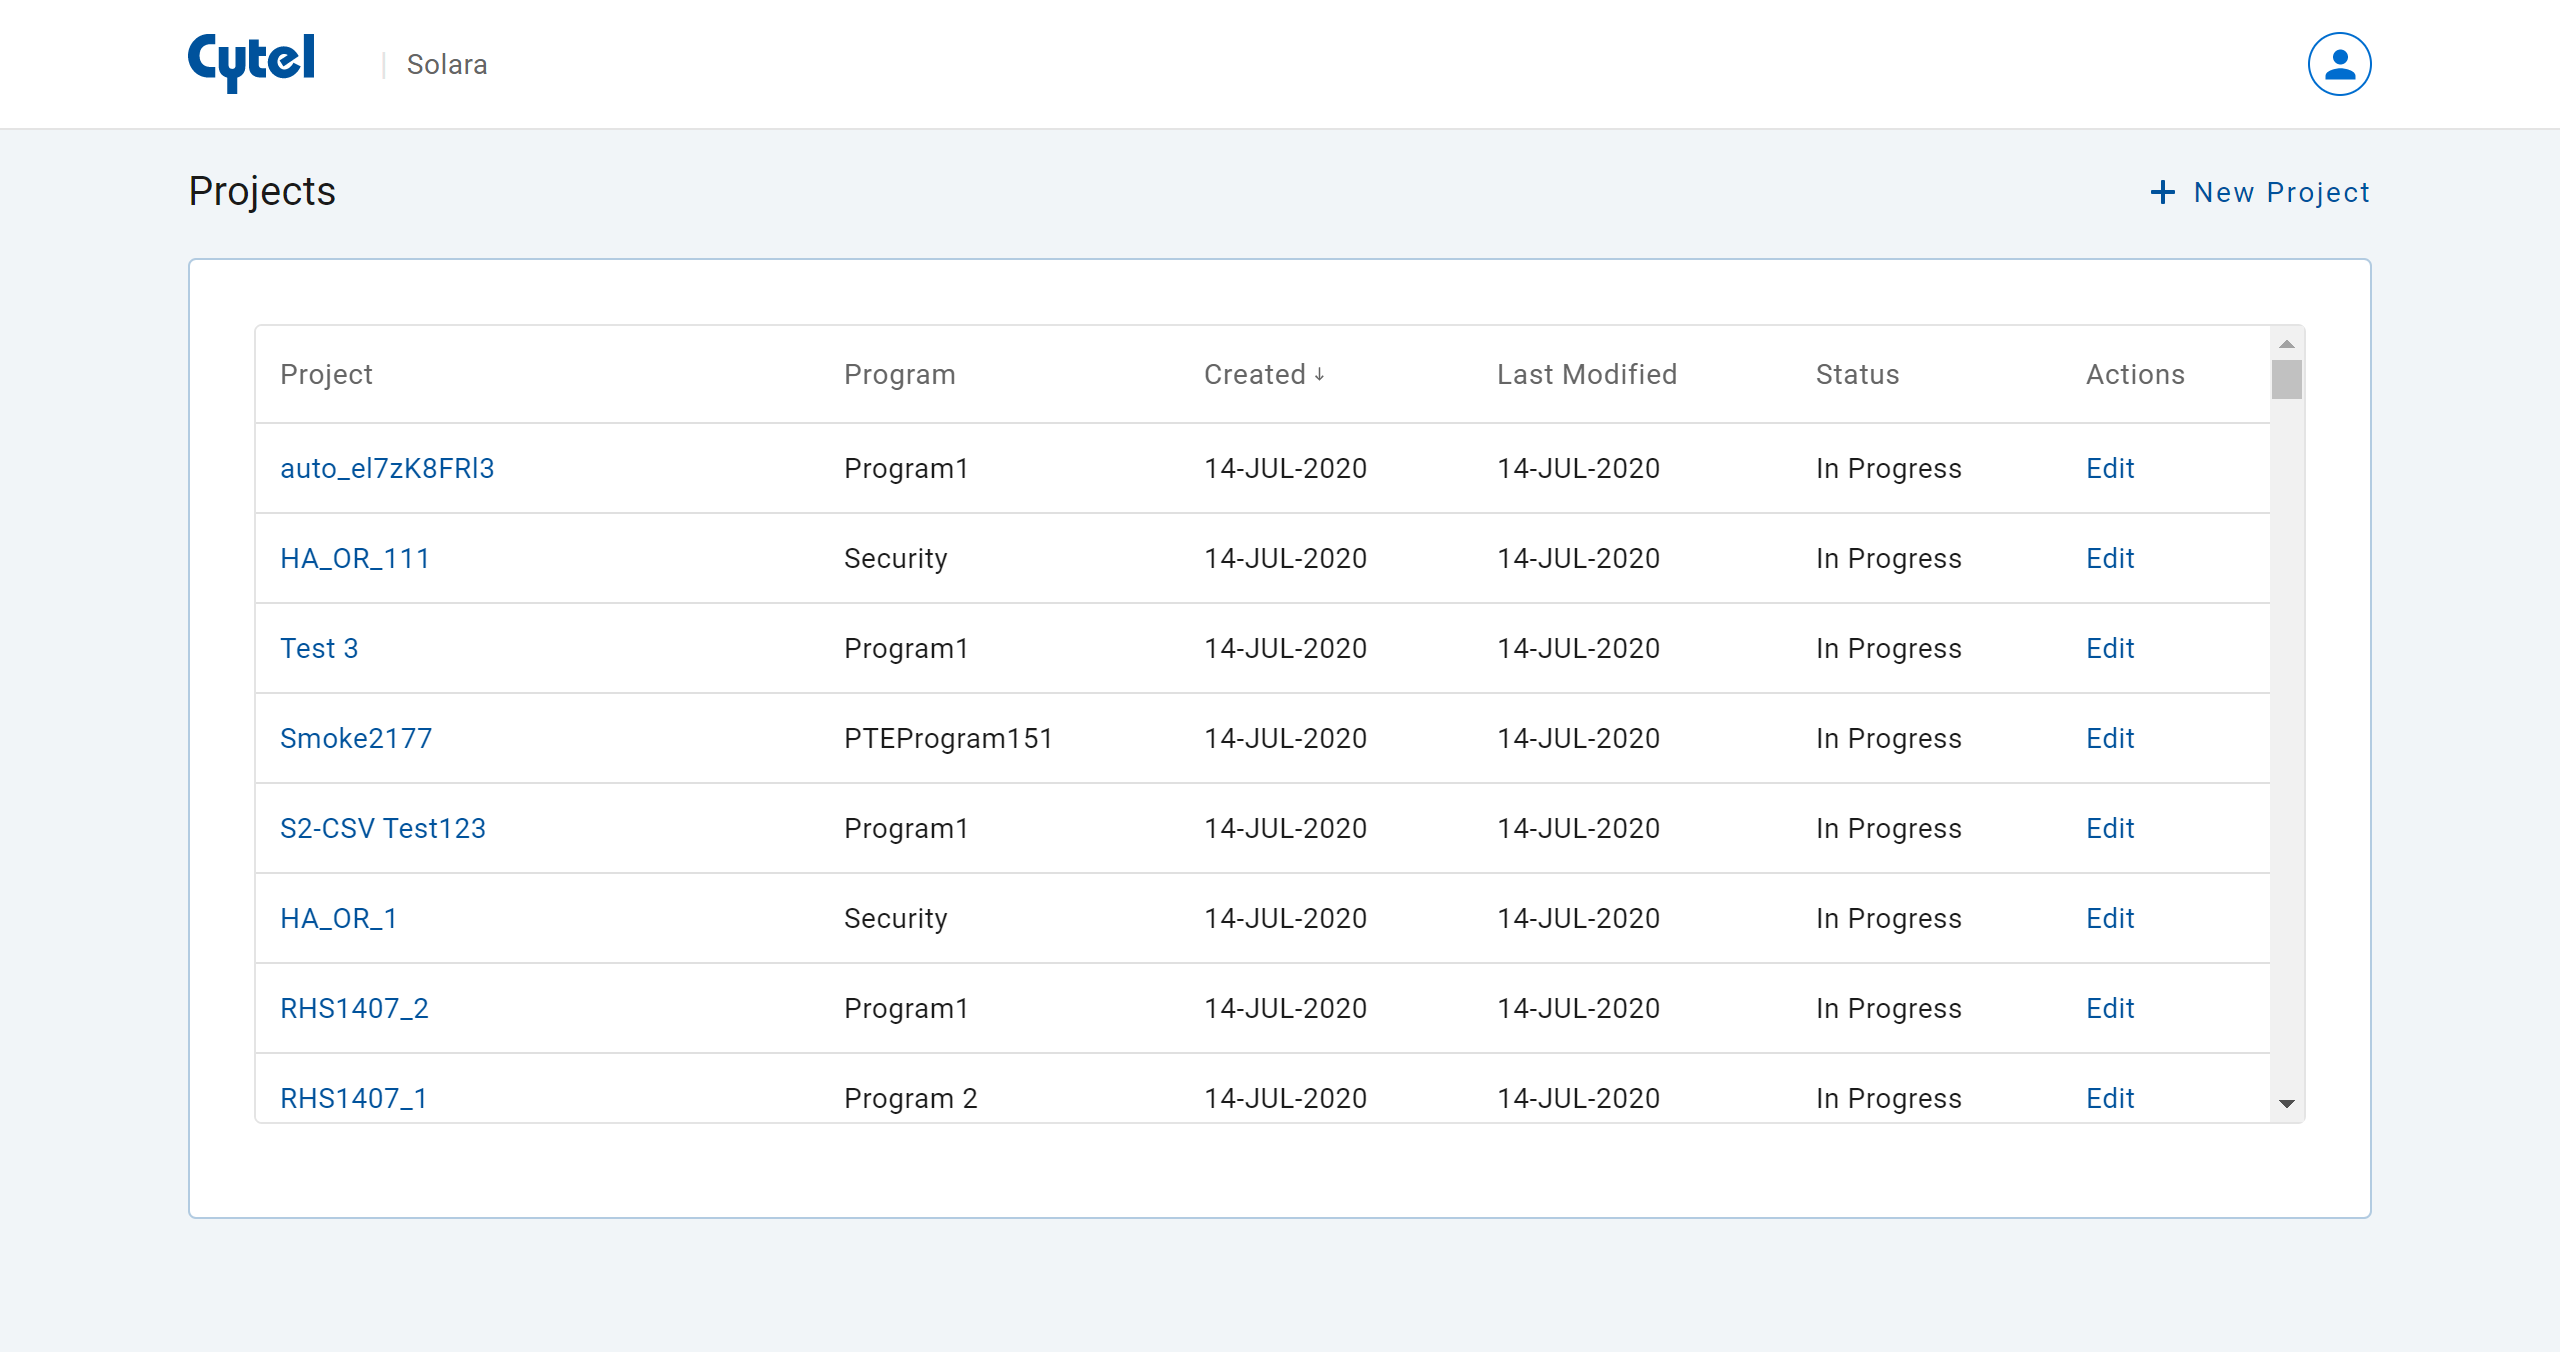 Cytel | Solara
Projects
+ New Project
Project Program Created ↓ Last Modified Status Actions
auto_el7zK8FRl3 Program1 14-JUL-2020 14-JUL-2020 In Progress Edit
HA_OR_111 Security 14-JUL-2020 14-JUL-2020 In Progress Edit
Test 3 Program1 14-JUL-2020 14-JUL-2020 In Progress Edit
Smoke2177 PTEProgram151 14-JUL-2020 14-JUL-2020 In Progress Edit
S2-CSV Test123 Program1 14-JUL-2020 14-JUL-2020 In Progress Edit
HA_OR_1 Security 14-JUL-2020 14-JUL-2020 In Progress Edit
RHS1407_2 Program1 14-JUL-2020 14-JUL-2020 In Progress Edit
RHS1407_1 Program 2 14-JUL-2020 14-JUL-2020 In Progress Edit